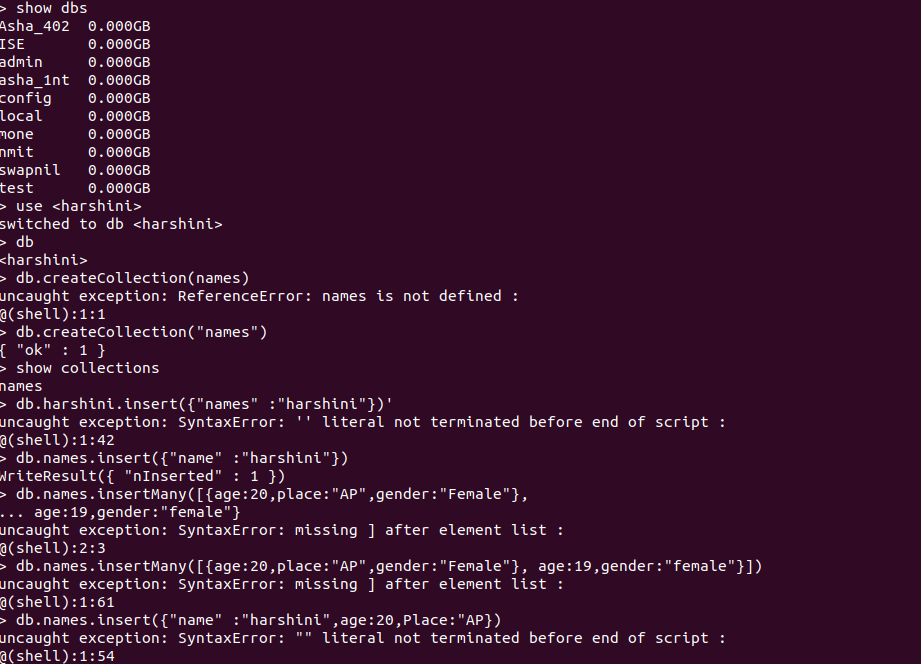 > show dbs
Asha_402  0.000GB
ISE       0.000GB
admin     0.000GB
asha_1nt  0.000GB
config    0.000GB
local     0.000GB
mone      0.000GB
nmit      0.000GB
swapnil   0.000GB
test      0.000GB
> use <harshini>
switched to db <harshini>
> db
<harshini>
> db.createCollection(names)
uncaught exception: ReferenceError: names is not defined :
@(shell):1:1
> db.createCollection("names")
{ "ok" : 1 }
> show collections
names
> db.harshini.insert({"names" :"harshini"})'
uncaught exception: SyntaxError: '' literal not terminated before end of script :
@(shell):1:42
> db.names.insert({"name" :"harshini"})
WriteResult({ "nInserted" : 1 })
> db.names.insertMany([{age:20,place:"AP",gender:"Female"},
... age:19,gender:"female"}
uncaught exception: SyntaxError: missing ] after element list :
@(shell):2:3
> db.names.insertMany([{age:20,place:"AP",gender:"Female"}, age:19,gender:"female"}])
uncaught exception: SyntaxError: missing ] after element list :
@(shell):1:61
> db.names.insert({"name" :"harshini",age:20,Place:"AP})
uncaught exception: SyntaxError: "" literal not terminated before end of script :
@(shell):1:54